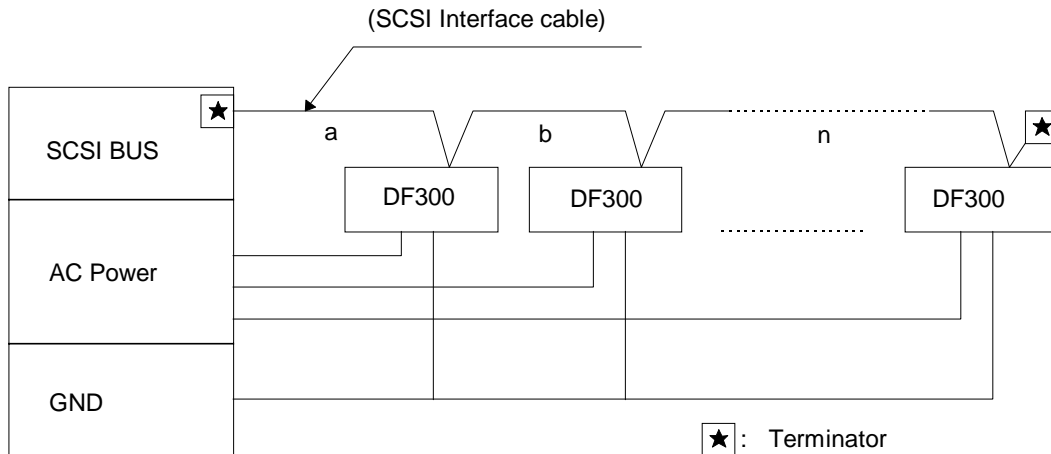 (SCSI Interface cable)
a
b
n
SCSI BUS
DF300
DF300
DF300
AC Power
GND
: Terminator